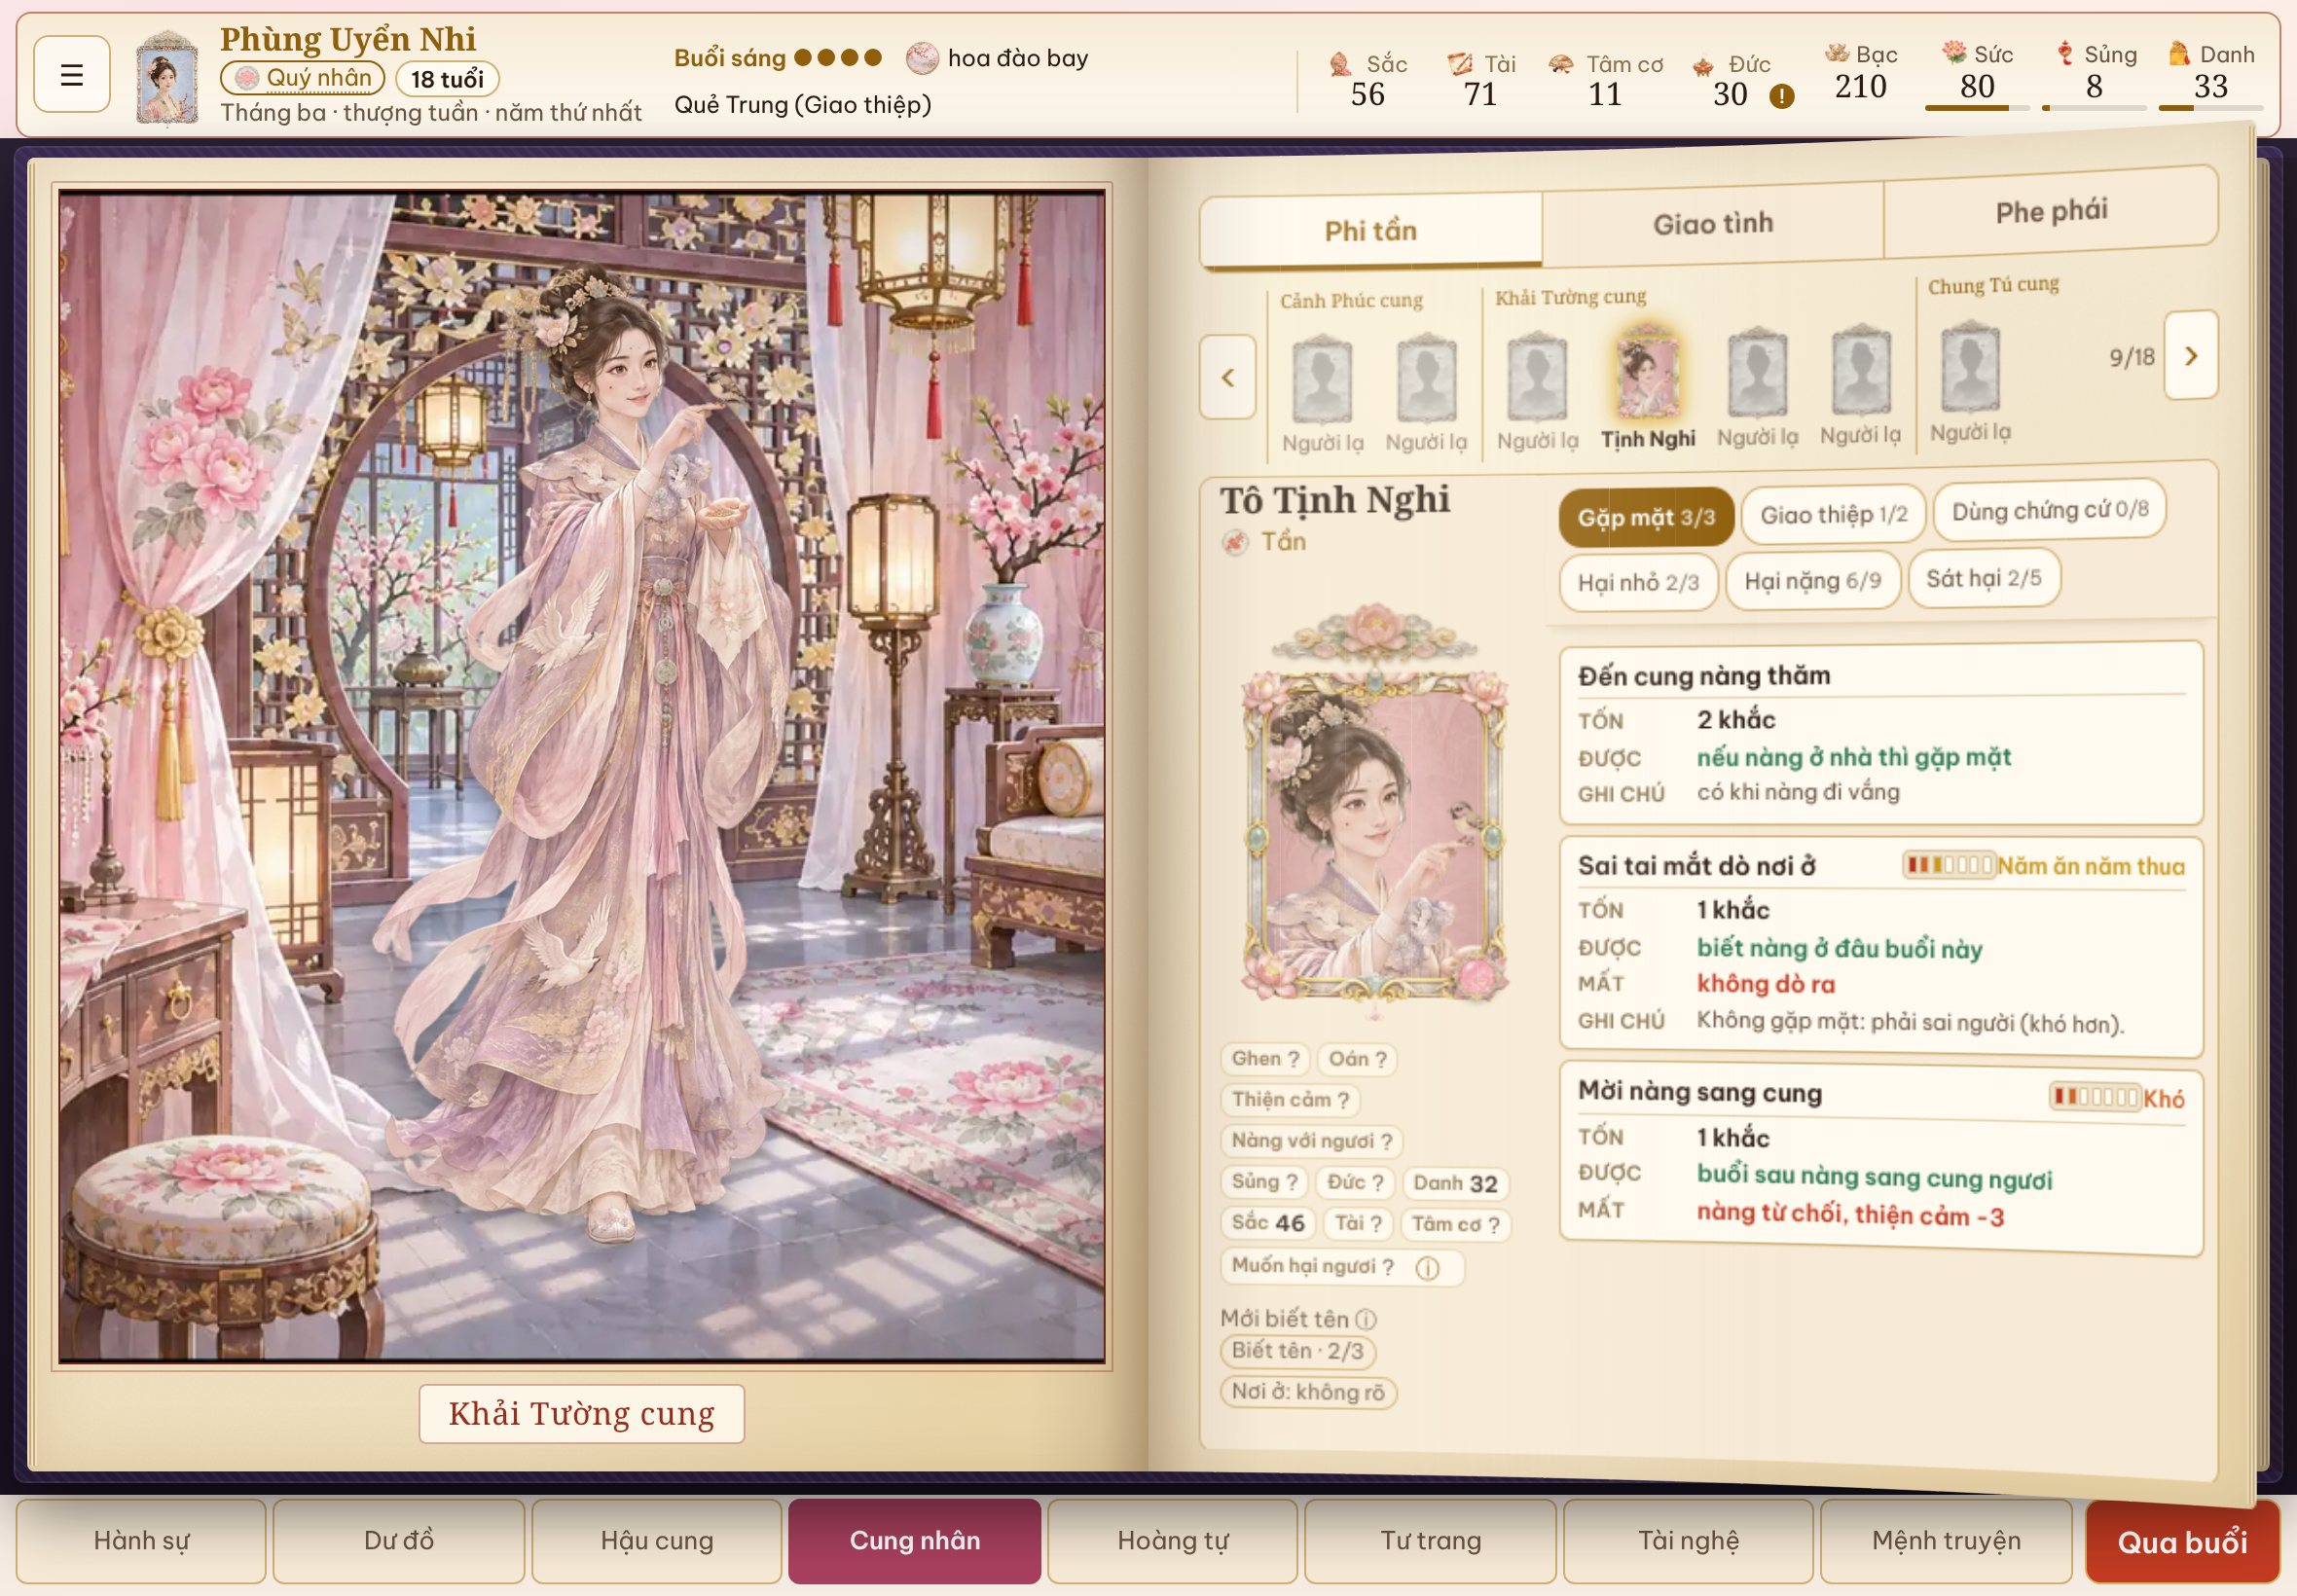 Phùng Uyển Nhi
Quý nhân
18 tuổi
Tháng ba · thượng tuần · năm thứ nhất
Buổi sáng
hoa đào bay
Quẻ Trung (Giao thiệp)
Sắc
56
Tài
71
Tâm cơ
11
Đức
30
!
Bạc
210
Sức
80
Sủng
8
Danh
33
Khải Tường cung
Phi tần
Giao tình
Phe phái
Cảnh Phúc cung
Khải Tường cung
Chung Tú cung
Người lạ
Người lạ
Người lạ
Tịnh Nghi
Người lạ
Người lạ
Người lạ
9/18
Tô Tịnh Nghi
Tần
Ghen ?
Oán ?
Thiện cảm ?
Nàng với ngươi ?
Sủng ?
Đức ?
Danh 32
Sắc 46
Tài ?
Tâm cơ ?
Muốn hại ngươi ?
Mới biết tên
Biết tên · 2/3
Nơi ở: không rõ
Gặp mặt 3/3
Giao thiệp 1/2
Dùng chứng cứ 0/8
Hại nhỏ 2/3
Hại nặng 6/9
Sát hại 2/5
Đến cung nàng thăm
TỐN 2 khắc
ĐƯỢC nếu nàng ở nhà thì gặp mặt
GHI CHÚ có khi nàng đi vắng
Sai tai mắt dò nơi ở
Năm ăn năm thua
TỐN 1 khắc
ĐƯỢC biết nàng ở đâu buổi này
MẤT không dò ra
GHI CHÚ Không gặp mặt: phải sai người (khó hơn).
Mời nàng sang cung
Khó
TỐN 1 khắc
ĐƯỢC buổi sau nàng sang cung ngươi
MẤT nàng từ chối, thiện cảm -3
Hành sự
Dư đồ
Hậu cung
Cung nhân
Hoàng tự
Tư trang
Tài nghệ
Mệnh truyện
Qua buổi